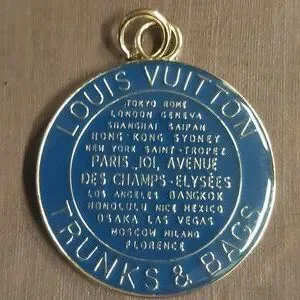 LOUIS VUITTON
TOKYO ROME
LONDON GENEVA
SHANGHAI SAIPAN
HONG-KONG SYDNEY
NEW YORK SAINT-TROPEZ
PARIS ,101, AVENUE
DES CHAMPS-ELYSÉES
LOS ANGELES BANGKOK
HONOLULU NICE MEXICO
OSAKA LAS VEGAS
MOSCOW MILANO
FLORENCE
TRUNKS & BAGS